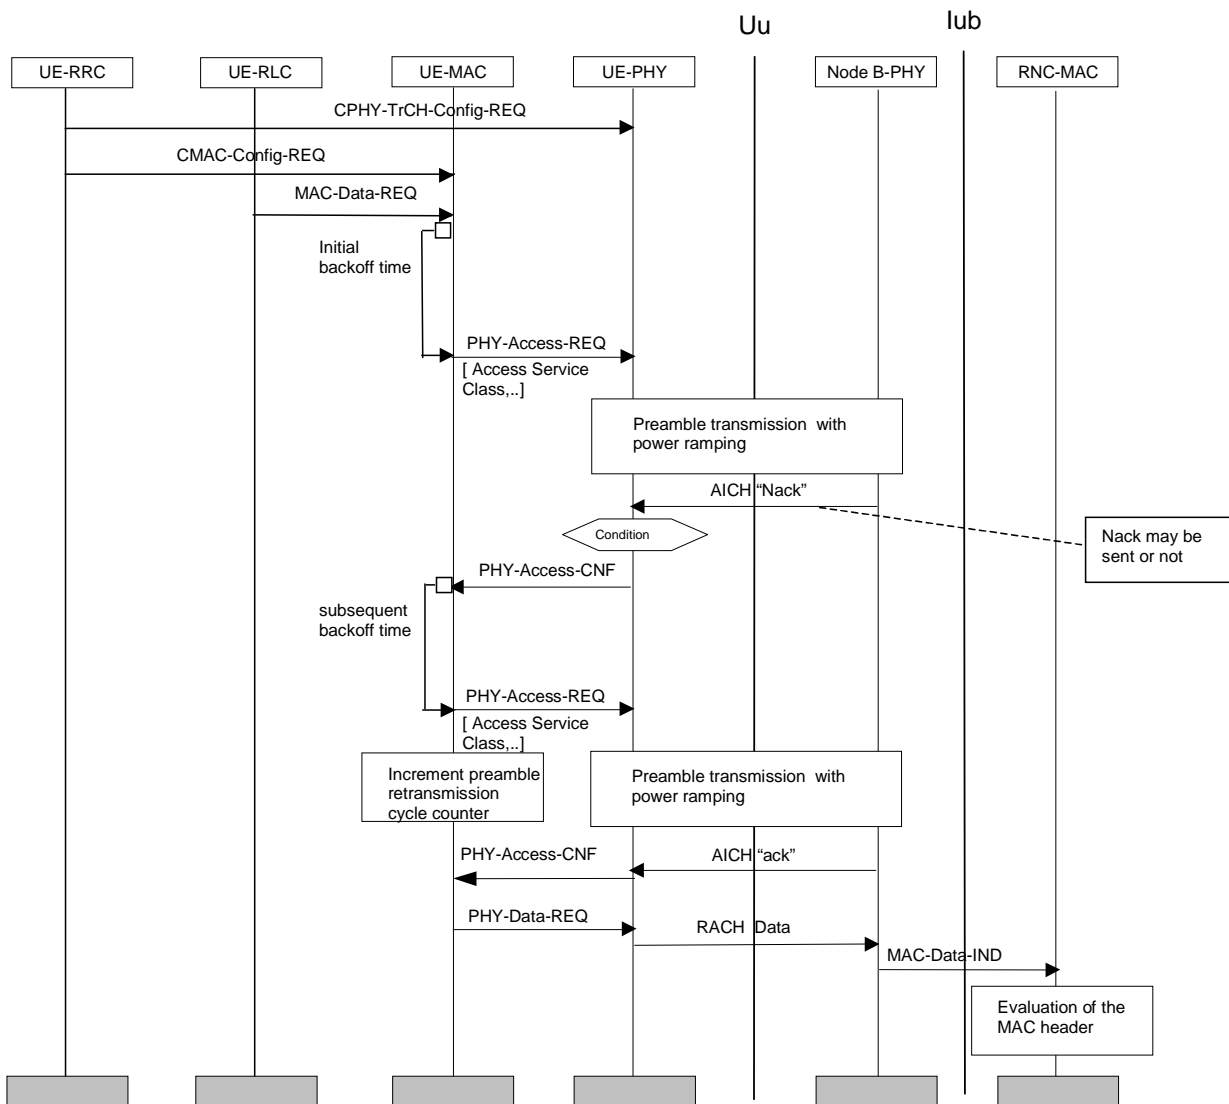 Uu
Iub
UE-RRC
UE-RLC
UE-MAC
UE-PHY
Node B-PHY
RNC-MAC
CPHY-TrCH-Config-REQ
CMAC-Config-REQ
MAC-Data-REQ
Initial
backoff time
PHY-Access-REQ
[ Access Service
Class,..]
Preamble transmission with
power ramping
AICH “Nack”
Condition
Nack may be
sent or not
PHY-Access-CNF
subsequent
backoff time
PHY-Access-REQ
[ Access Service
Class,..]
Increment preamble
retransmission
cycle counter
Preamble transmission with
power ramping
PHY-Access-CNF
AICH “ack”
PHY-Data-REQ
RACH Data
MAC-Data-IND
Evaluation of the
MAC header